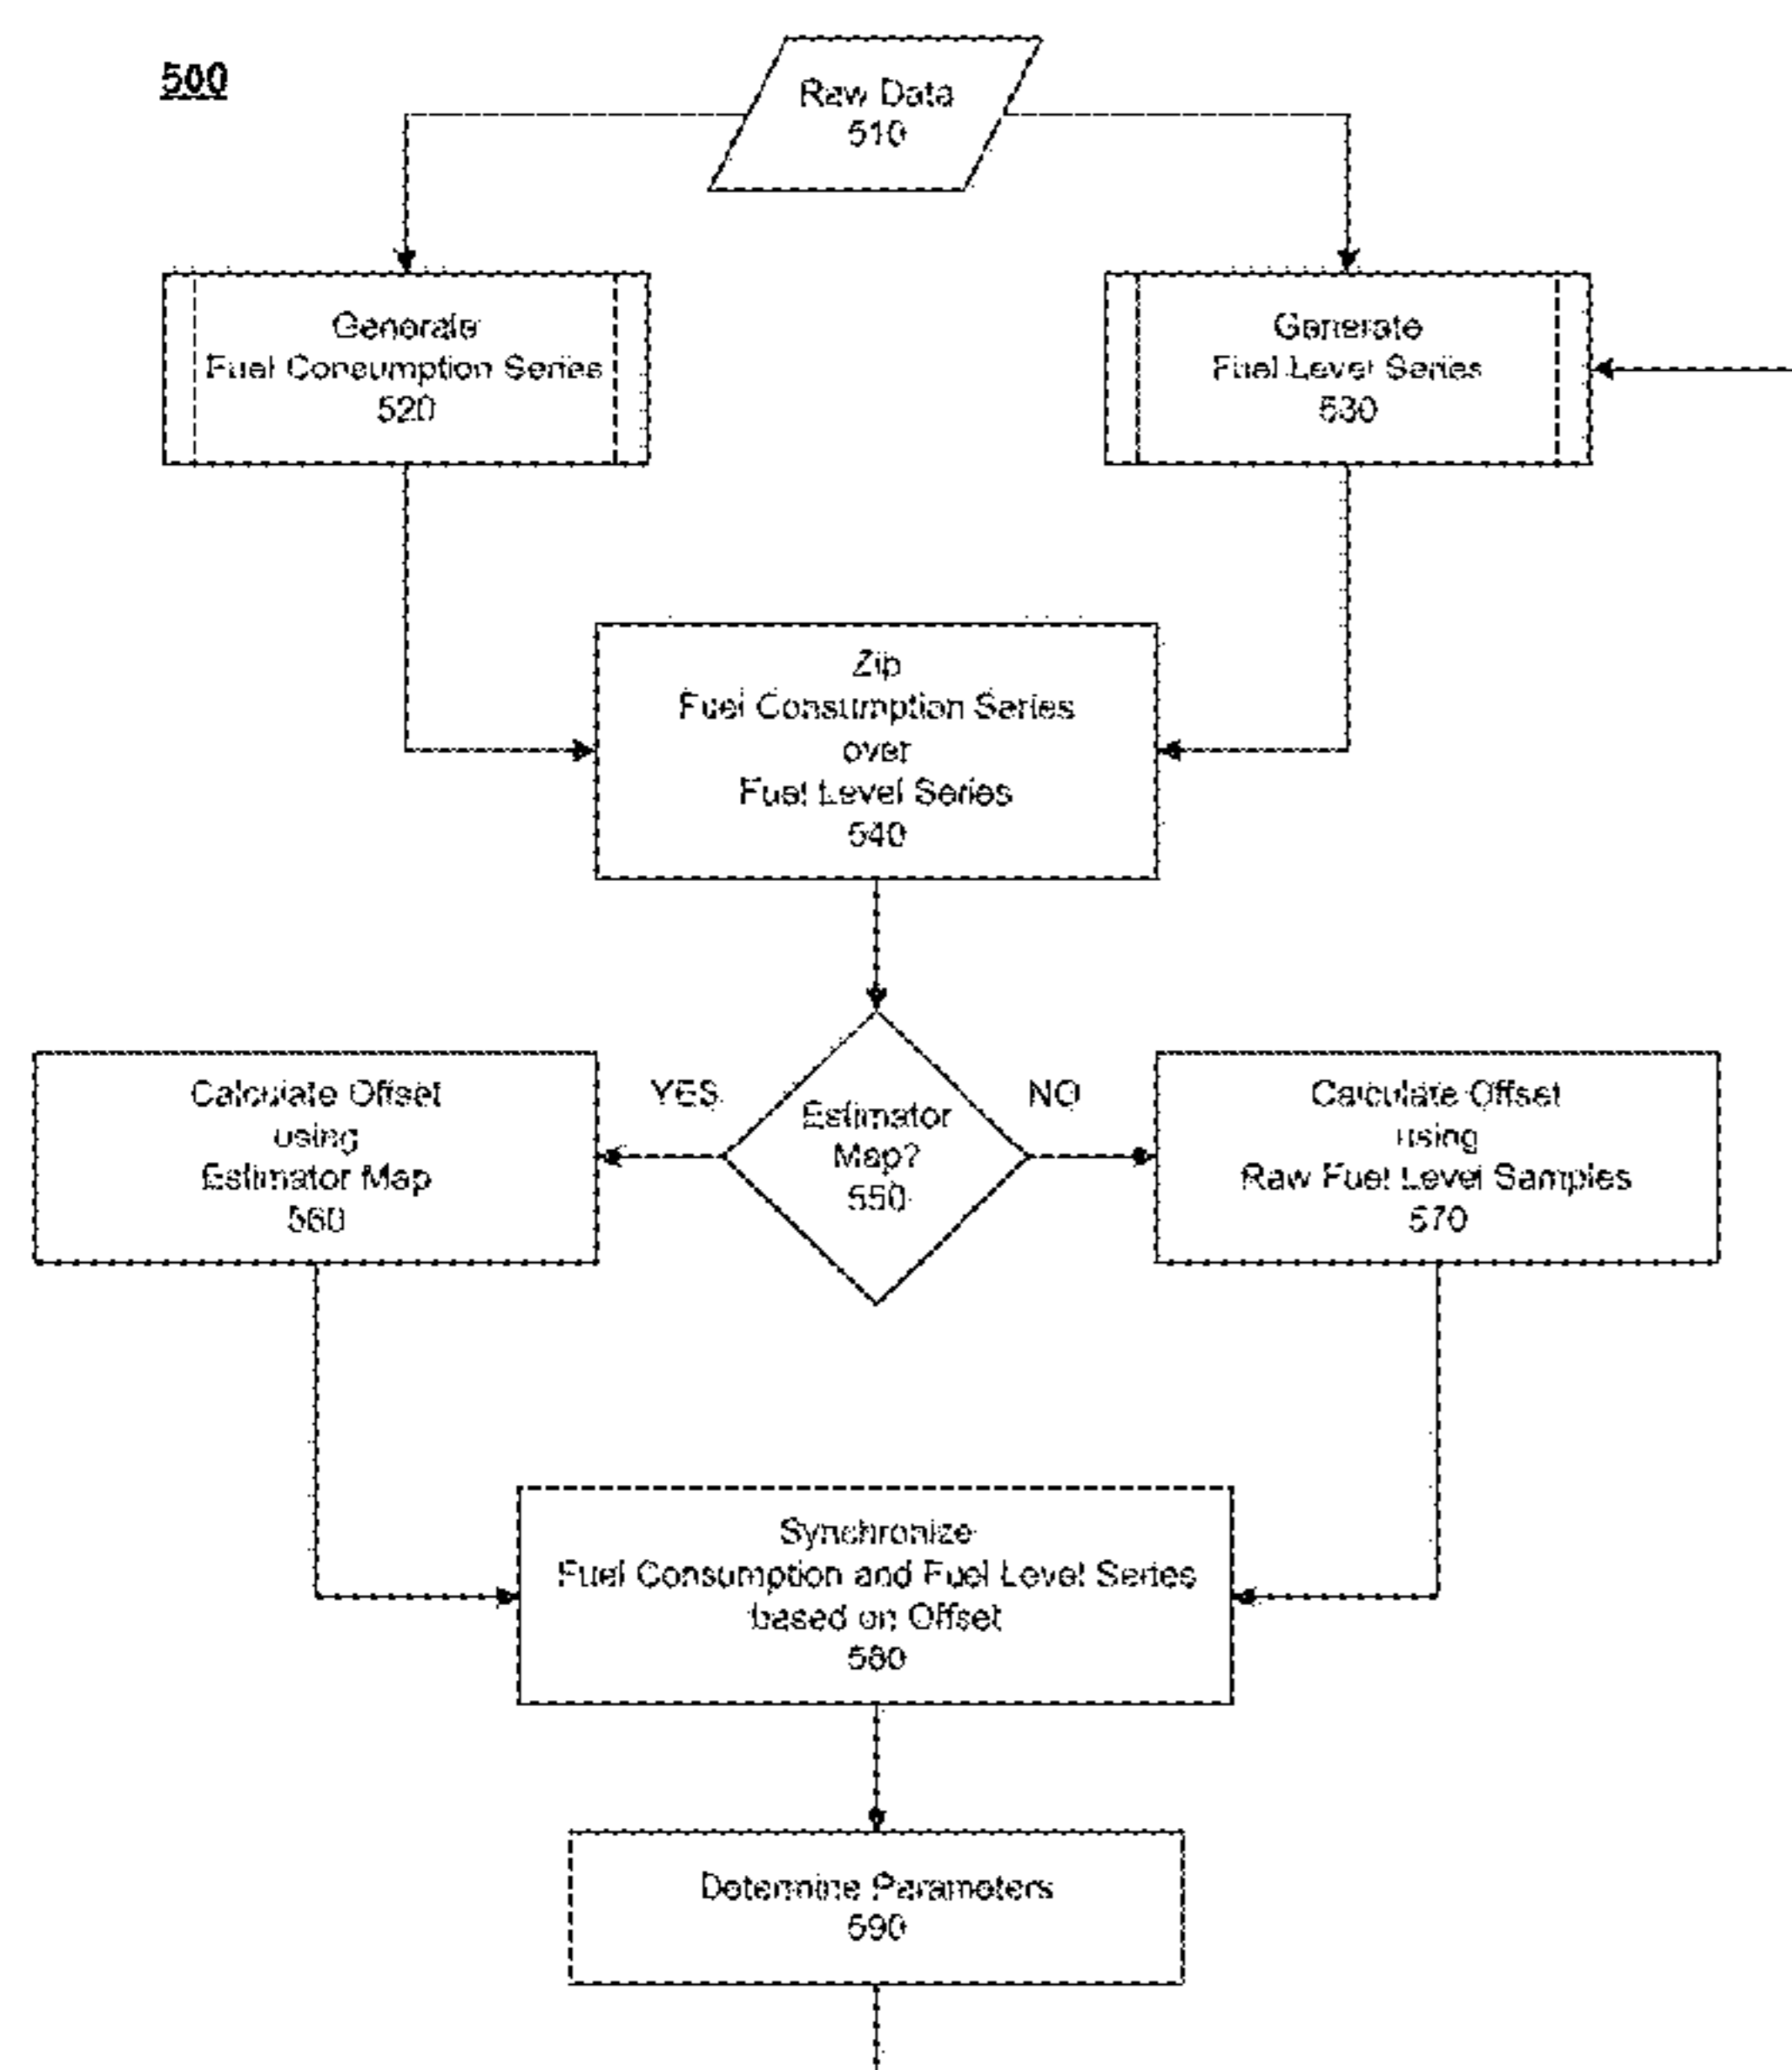 500
Raw Data
510
Generate
Fuel Consumption Series
520
Generate
Fuel Level Series
530
Zip
Fuel Consumption Series
over
Fuel Level Series
540
Calculate Offset
using
Estimator Map
560
YES
Estimator
Map?
550
NO
Calculate Offset
using
Raw Fuel Level Samples
570
Synchronize
Fuel Consumption and Fuel Level Series
based on Offset
580
Determine Parameters
590